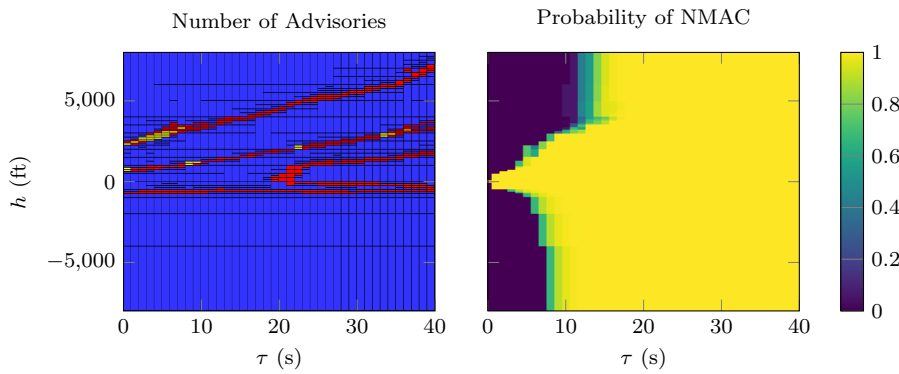 Number of Advisories
Probability of NMAC
h (ft)
5,000
0
−5,000
0 10 20 30 40
τ (s)
0 10 20 30 40
τ (s)
1
0.8
0.6
0.4
0.2
0